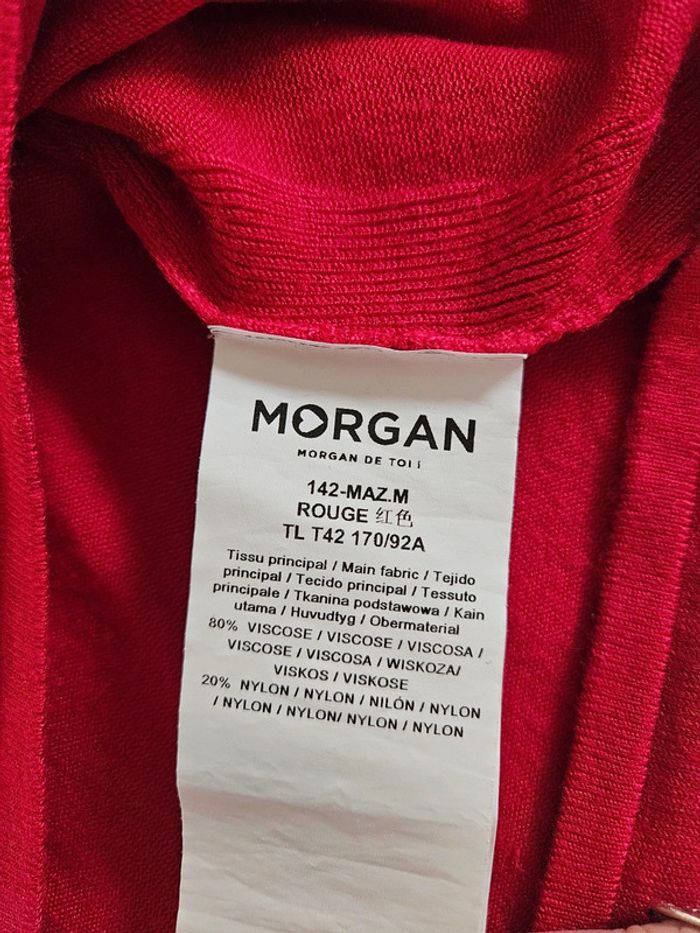 MORGAN
MORGAN DE TOI ¡
142-MAZ.M
ROUGE 红色
TL T42 170/92A
Tissu principal / Main fabric / Tejido
principal / Tecido principal / Tessuto
principale / Tkanina podstawowa / Kain
utama / Huvudtyg / Obermaterial
80% VISCOSE / VISCOSE / VISCOSA /
VISCOSE / VISCOSA / WISKOZA/
VISKOS / VISKOSE
20% NYLON / NYLON / NILÓN / NYLON
/ NYLON / NYLON/ NYLON / NYLON